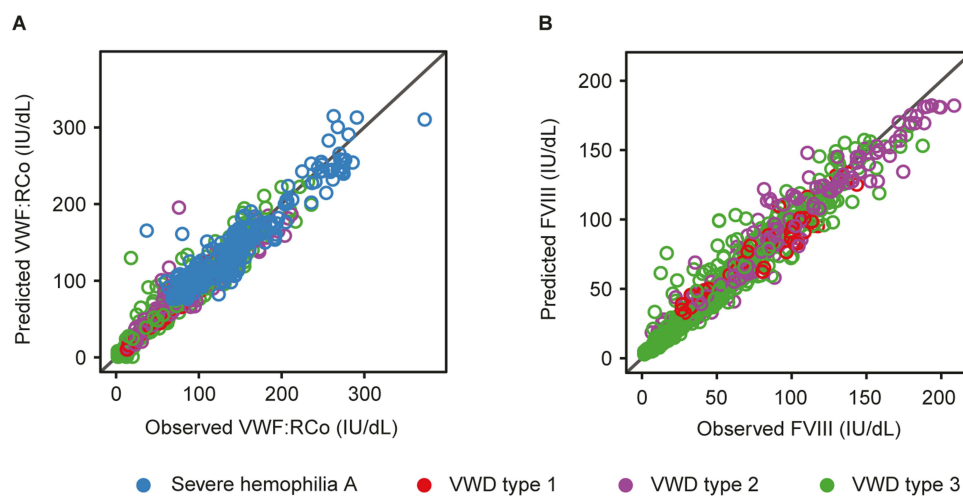 A
B
Predicted VWF:RCo (IU/dL)
300
200
100
0
0 100 200 300
Observed VWF:RCo (IU/dL)
Predicted FVIII (IU/dL)
200
150
100
50
0
0 50 100 150 200
Observed FVIII (IU/dL)
Severe hemophilia A VWD type 1 VWD type 2 VWD type 3